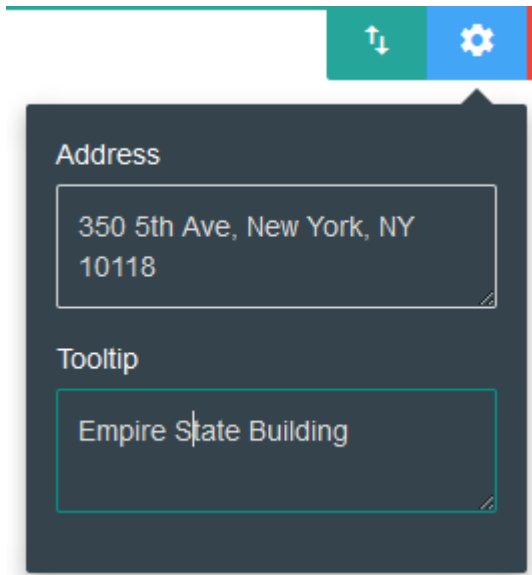 Address
350 5th Ave, New York, NY
10118
Tooltip
Empire State Building